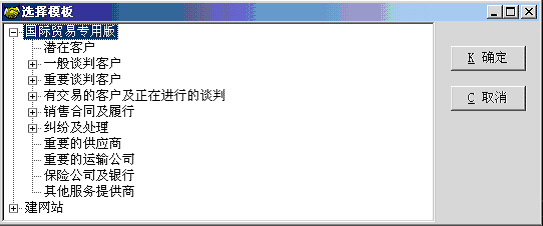 选择模板
国际贸易专用版
潜在客户
一般谈判客户
重要谈判客户
有交易的客户及正在进行的谈判
销售合同及履行
纠纷及处理
重要的供应商
重要的运输公司
保险公司及银行
其他服务提供商
建网站
K 确定
C 取消